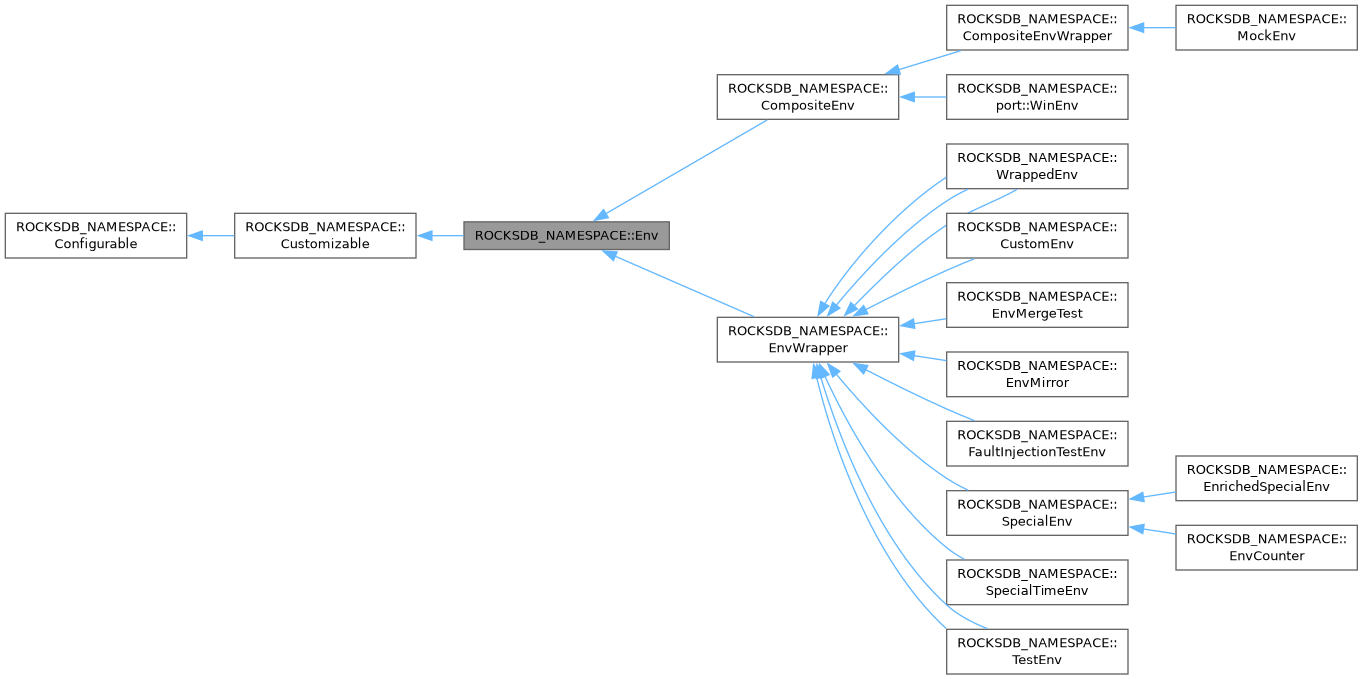 ROCKSDB_NAMESPACE::
CompositeEnvWrapper
ROCKSDB_NAMESPACE::
MockEnv
ROCKSDB_NAMESPACE::
CompositeEnv
ROCKSDB_NAMESPACE::
port::WinEnv
ROCKSDB_NAMESPACE::
WrappedEnv
ROCKSDB_NAMESPACE::
Configurable
ROCKSDB_NAMESPACE::
Customizable
ROCKSDB_NAMESPACE::Env
ROCKSDB_NAMESPACE::
CustomEnv
ROCKSDB_NAMESPACE::
EnvMergeTest
ROCKSDB_NAMESPACE::
EnvWrapper
ROCKSDB_NAMESPACE::
EnvMirror
ROCKSDB_NAMESPACE::
FaultInjectionTestEnv
ROCKSDB_NAMESPACE::
EnrichedSpecialEnv
ROCKSDB_NAMESPACE::
SpecialEnv
ROCKSDB_NAMESPACE::
EnvCounter
ROCKSDB_NAMESPACE::
SpecialTimeEnv
ROCKSDB_NAMESPACE::
TestEnv